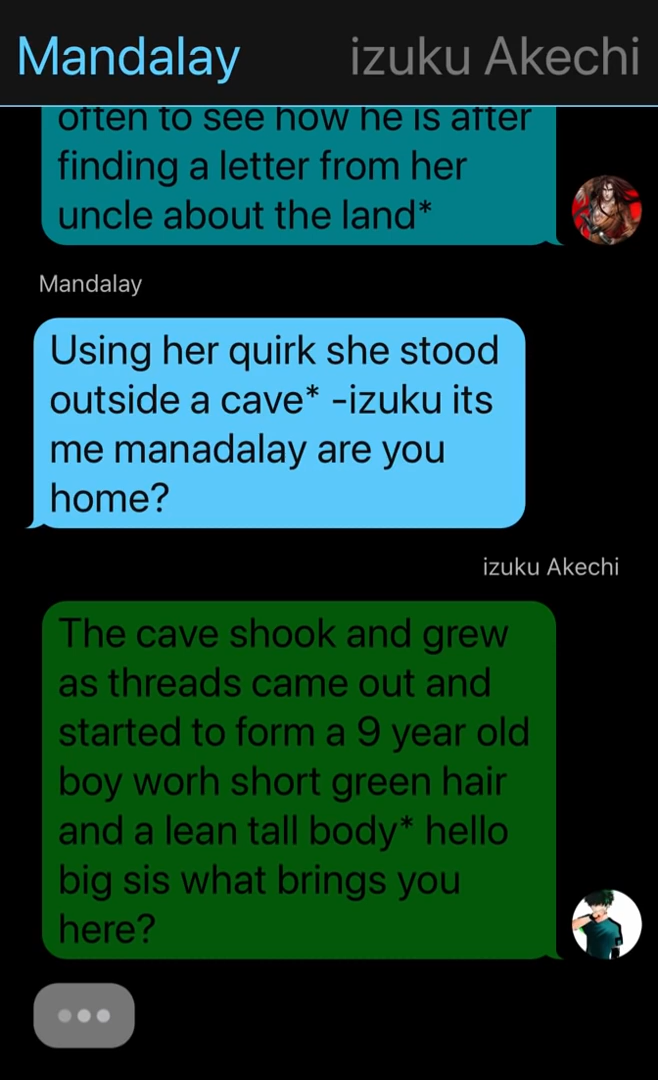 Mandalay izuku Akechi
often to see how he is after
finding a letter from her
uncle about the land*
Mandalay
Using her quirk she stood
outside a cave* -izuku its
me manadalay are you
home?
izuku Akechi
The cave shook and grew
as threads came out and
started to form a 9 year old
boy worh short green hair
and a lean tall body* hello
big sis what brings you
here?